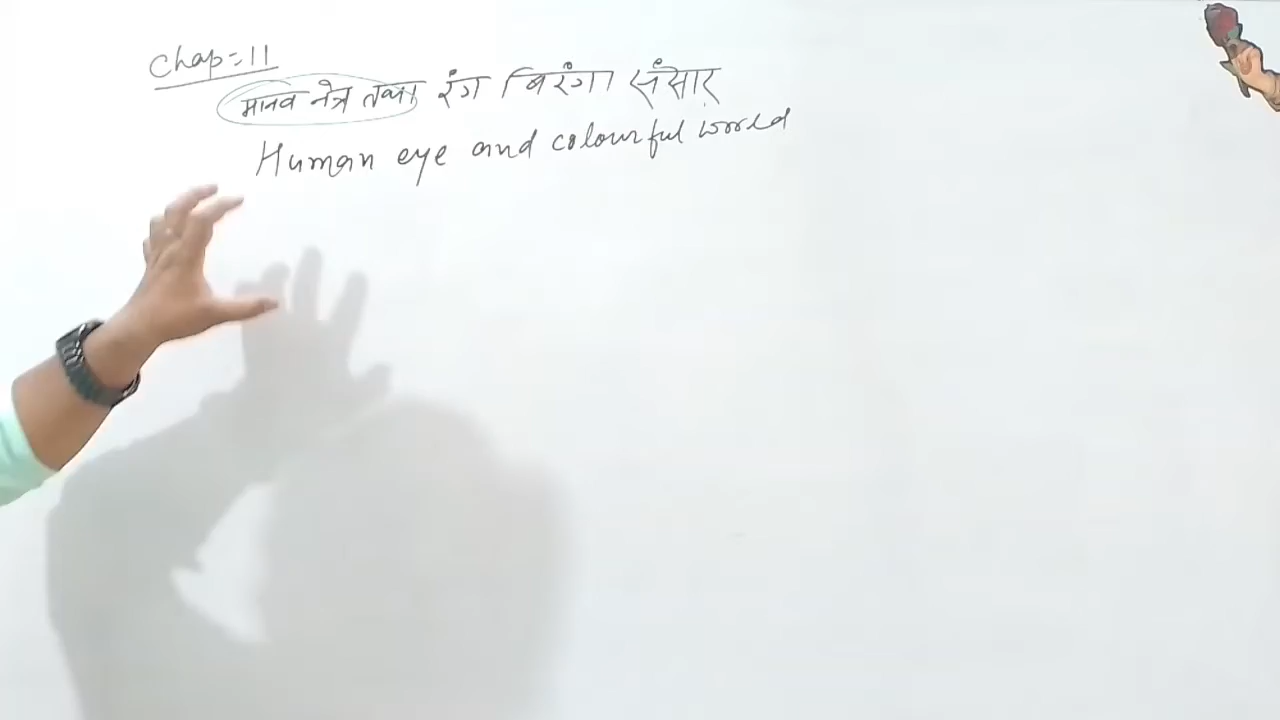 Chap=11
मानव नेत्र तथा रंग बिरंगा संसार
Human eye and colourful world